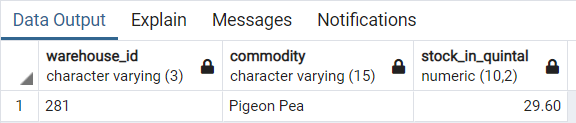 Data Output Explain Messages Notifications
warehouse_id commodity stock_in_quintal
character varying (3) character varying (15) numeric (10,2)
1 281 Pigeon Pea 29.60